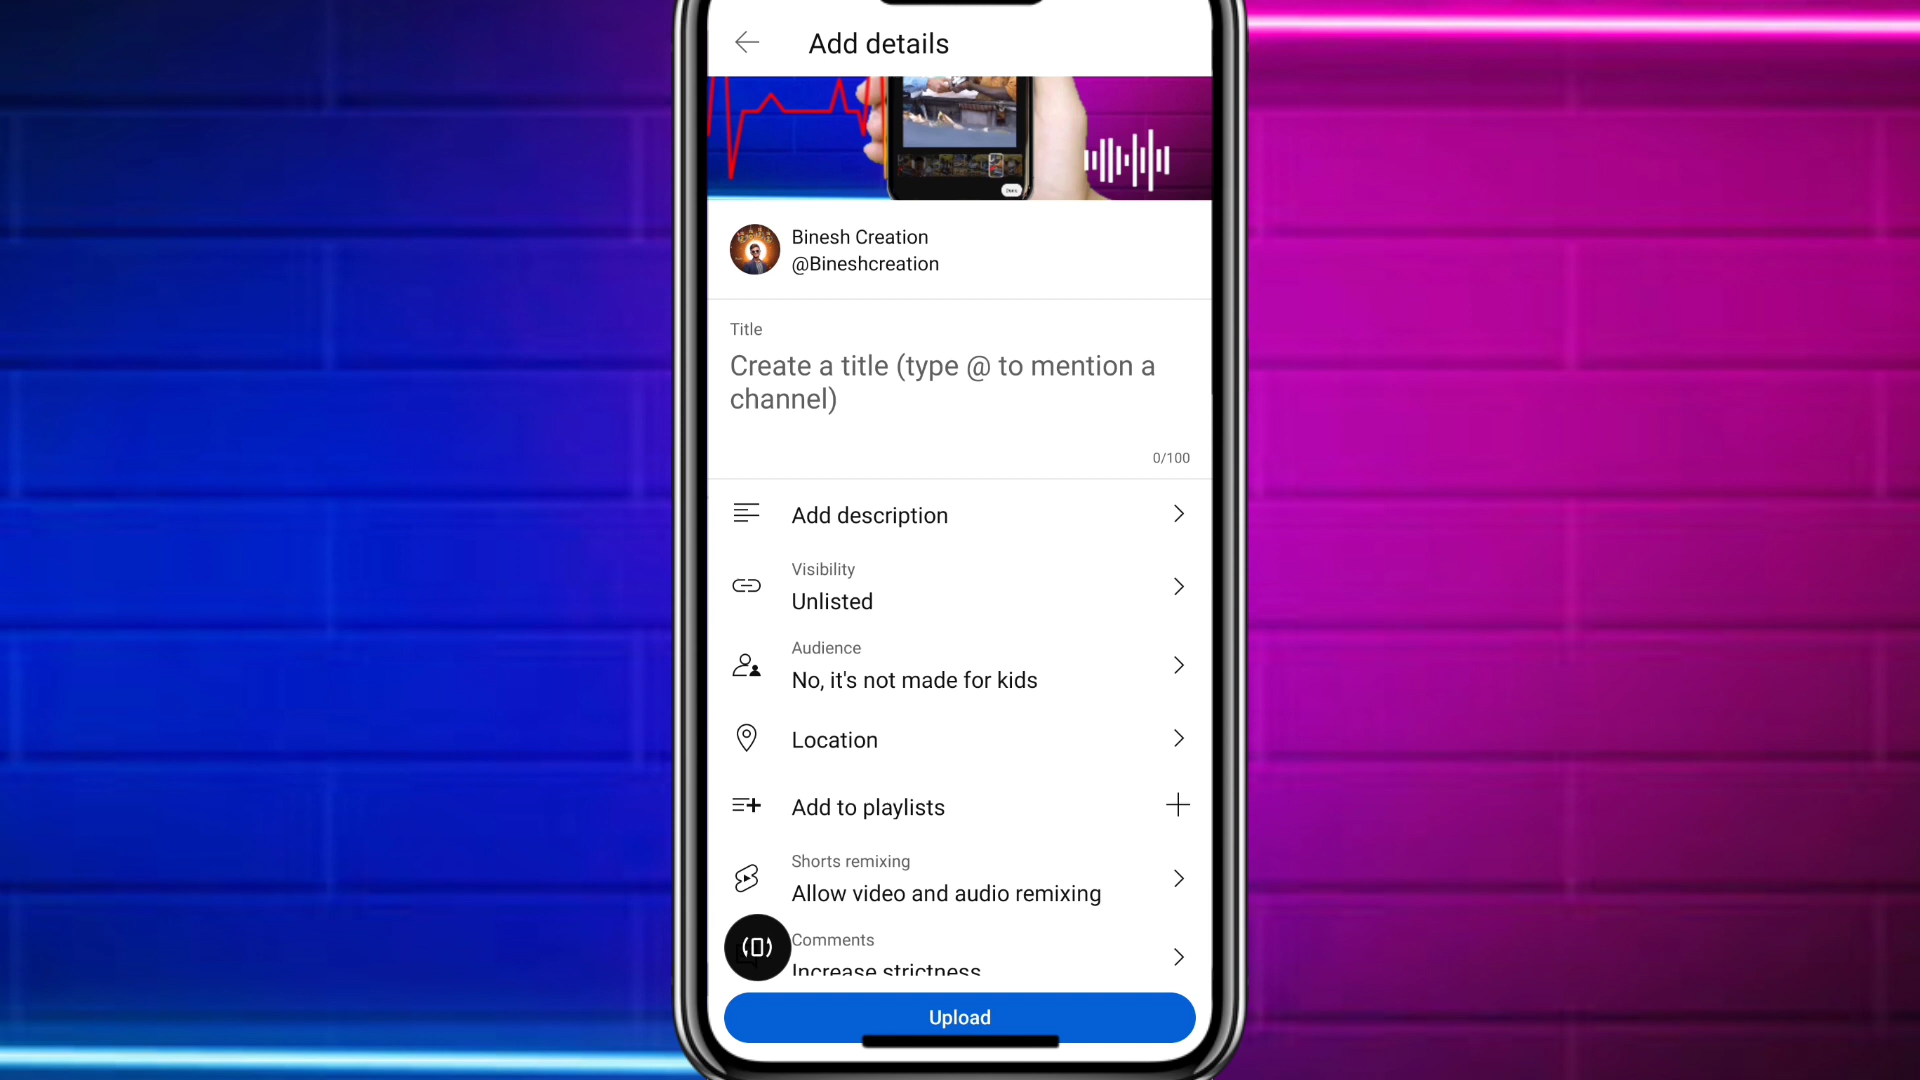 Add details
Binesh Creation
@Bineshcreation
Title
Create a title (type @ to mention a
channel)
0/100
Add description
Visibility
Unlisted
Audience
No, it's not made for kids
Location
Add to playlists
Shorts remixing
Allow video and audio remixing
Comments
Increase strictness
Upload